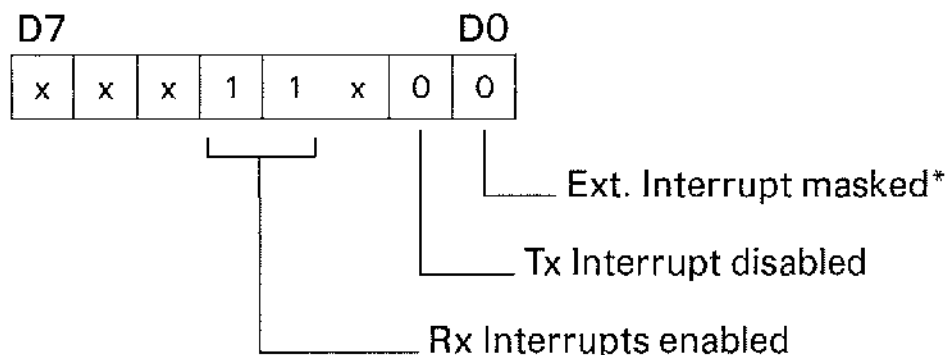 D7 D0
x x x 1 1 x 0 0
Ext. Interrupt masked*
Tx Interrupt disabled
Rx Interrupts enabled